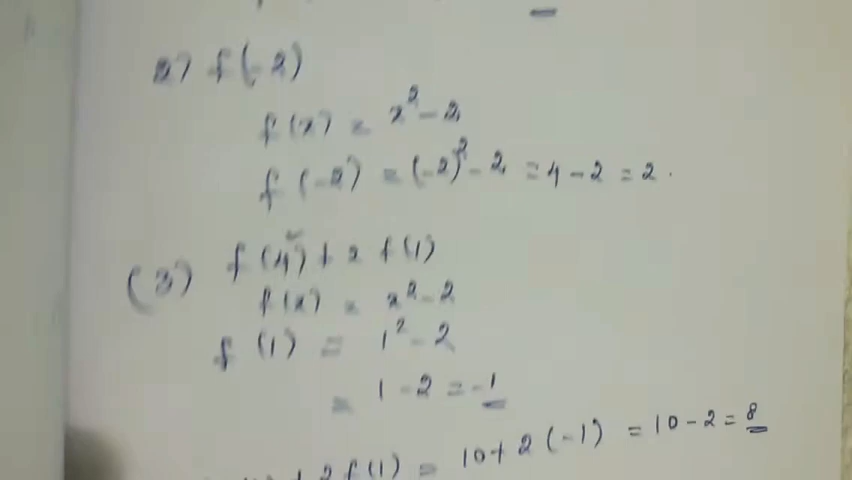 2) f(-2)
f(x) = x² - 2
f(-2) = (-2)² - 2 = 4 - 2 = 2.
(3) f(4) + 2 f(1)
f(x) = x² - 2
f(1) = 1² - 2
= 1 - 2 = -1
+ 2 f(1) = 10 + 2(-1) = 10 - 2 = 8